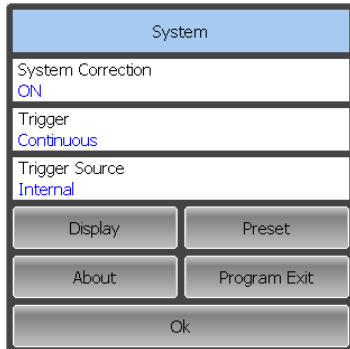 System
System Correction
ON
Trigger
Continuous
Trigger Source
Internal
Display Preset
About Program Exit
Ok